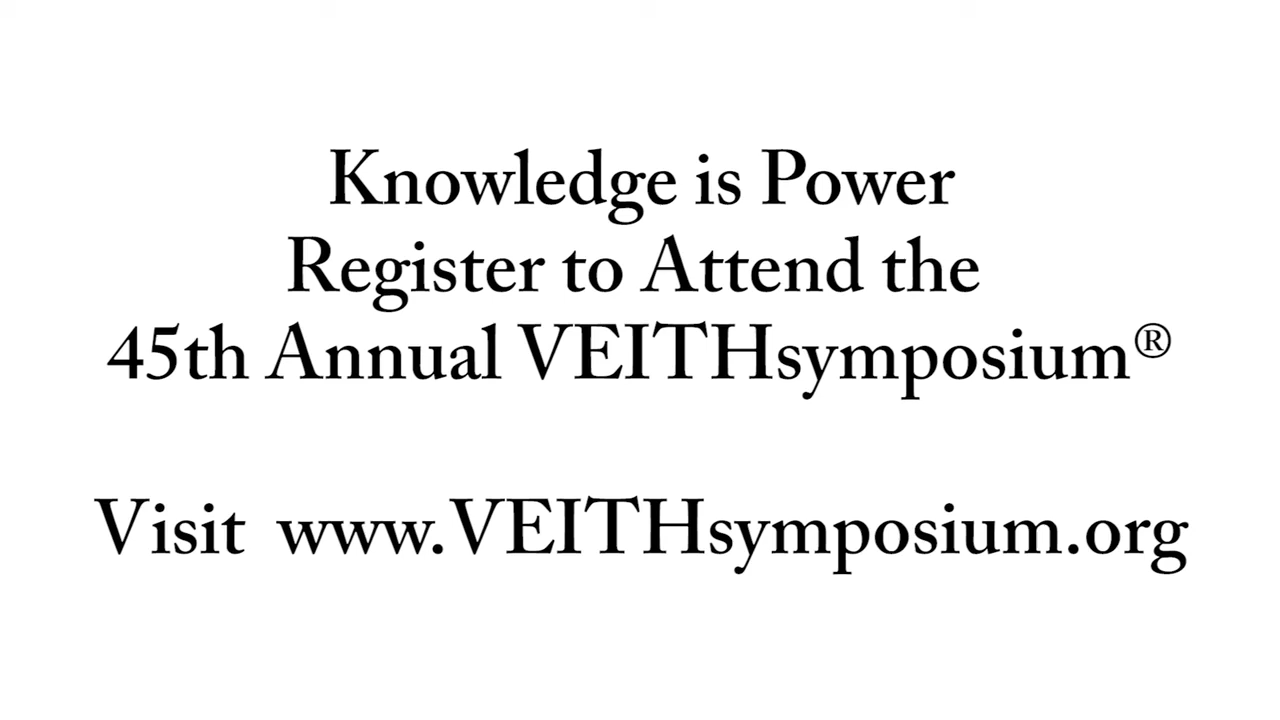 Knowledge is Power
Register to Attend the
45th Annual VEITHsymposium®
Visit www.VEITHsymposium.org